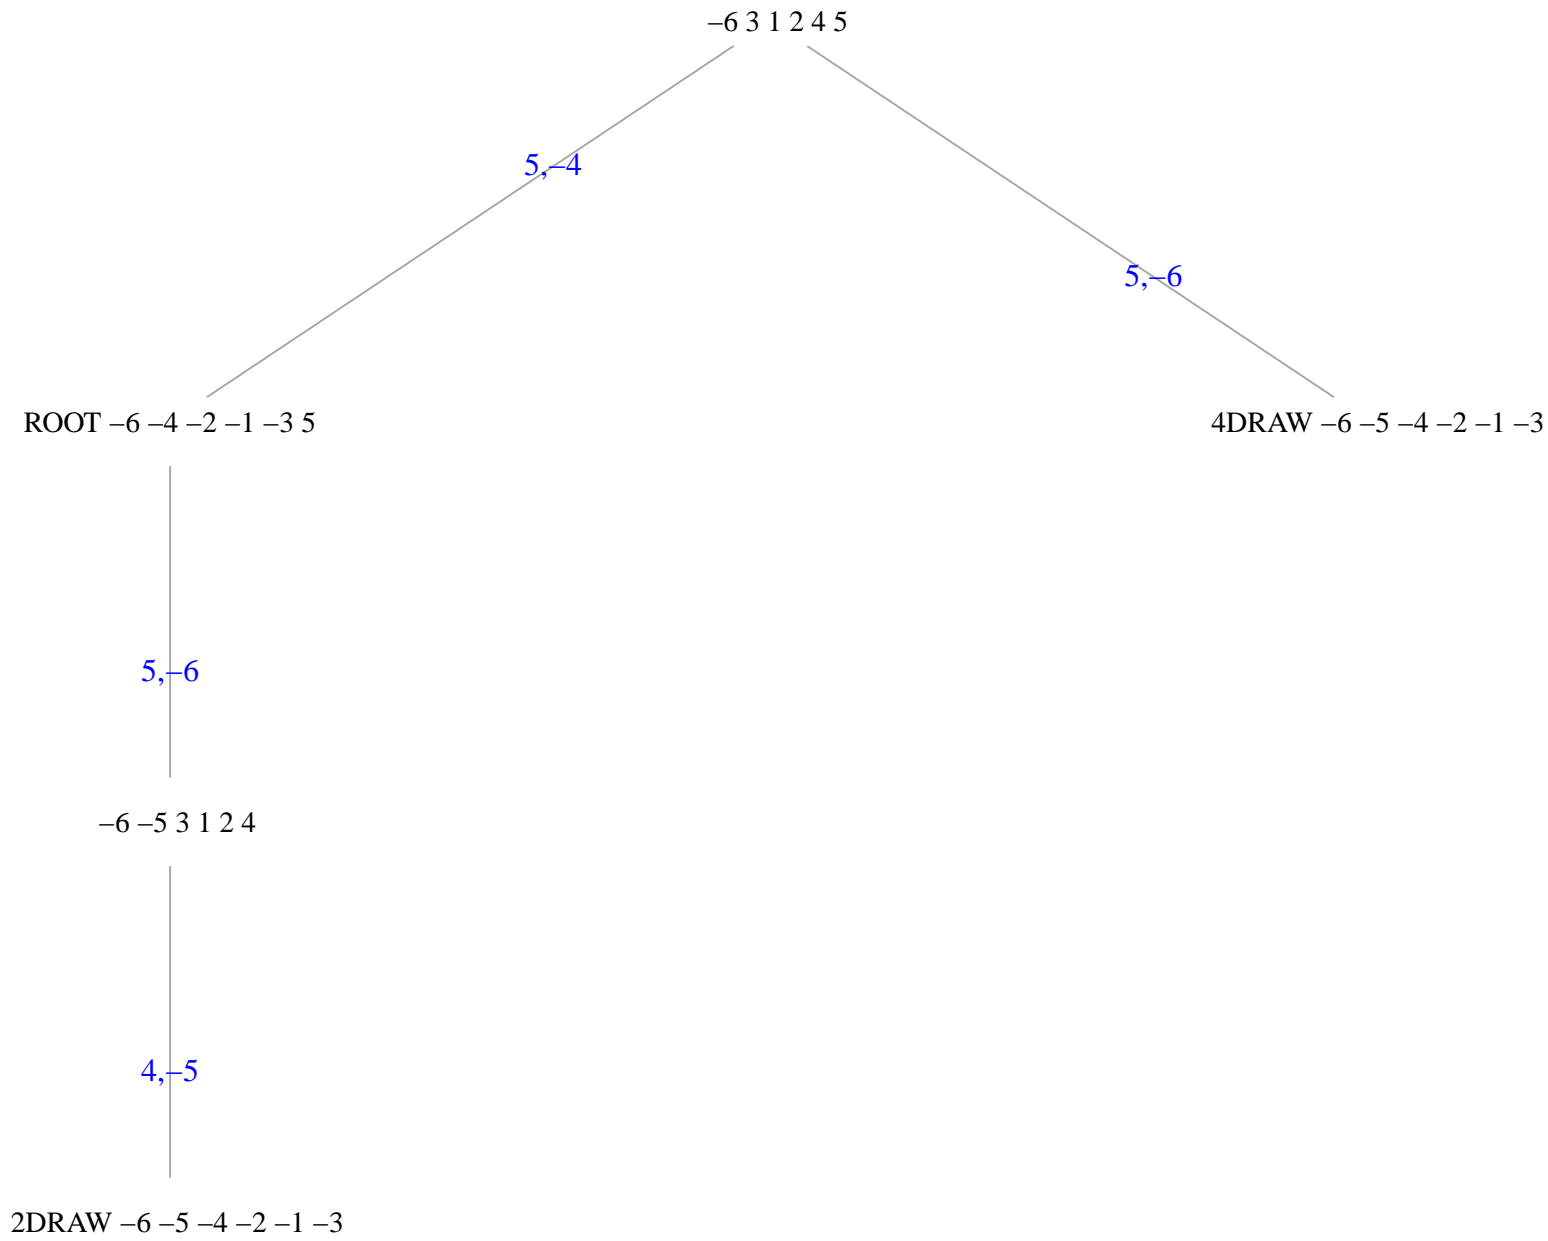 –6 3 1 2 4 5
5,–4
5,–6
ROOT –6 –4 –2 –1 –3 5
4DRAW –6 –5 –4 –2 –1 –3
5,–6
–6 –5 3 1 2 4
4,–5
2DRAW –6 –5 –4 –2 –1 –3